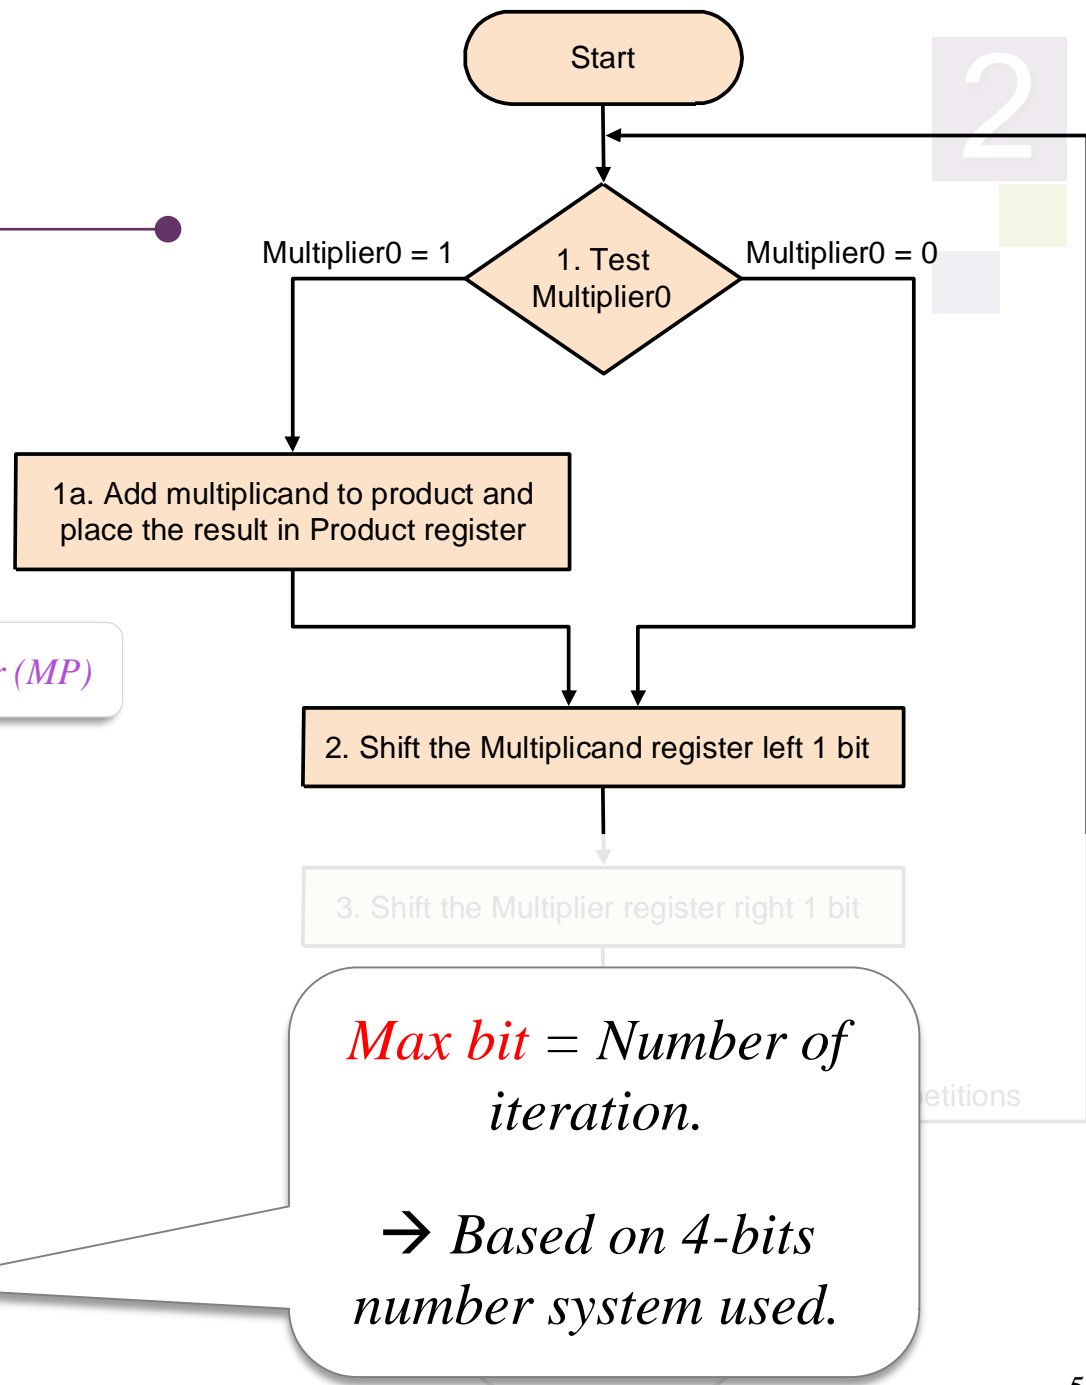 Start
2
Multiplier0 = 1
1. Test
Multiplier0
Multiplier0 = 0
1a. Add multiplicand to product and
place the result in Product register
(MP)
2. Shift the Multiplicand register left 1 bit
3. Shift the Multiplier register right 1 bit
Max bit = Number of
iteration.
→ Based on 4-bits
number system used.